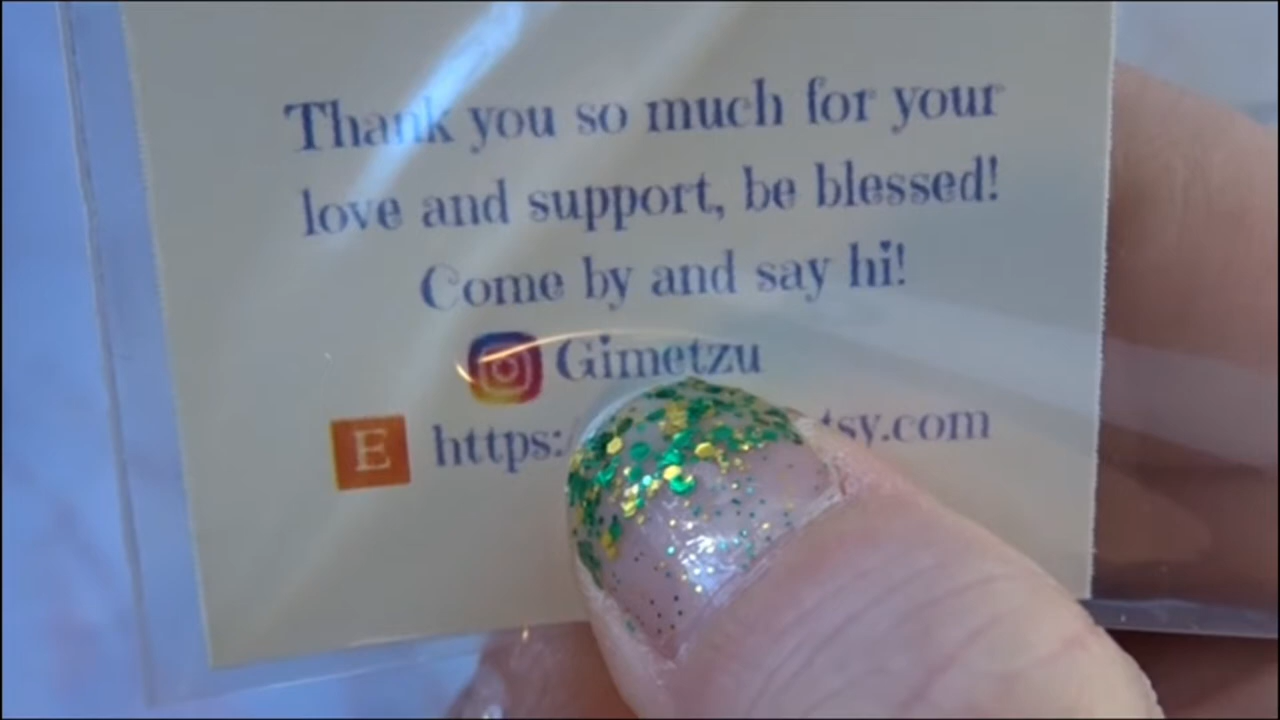 Thank you so much for your
love and support, be blessed!
Come by and say hi!
Gimetzu
E https:/ tsy.com